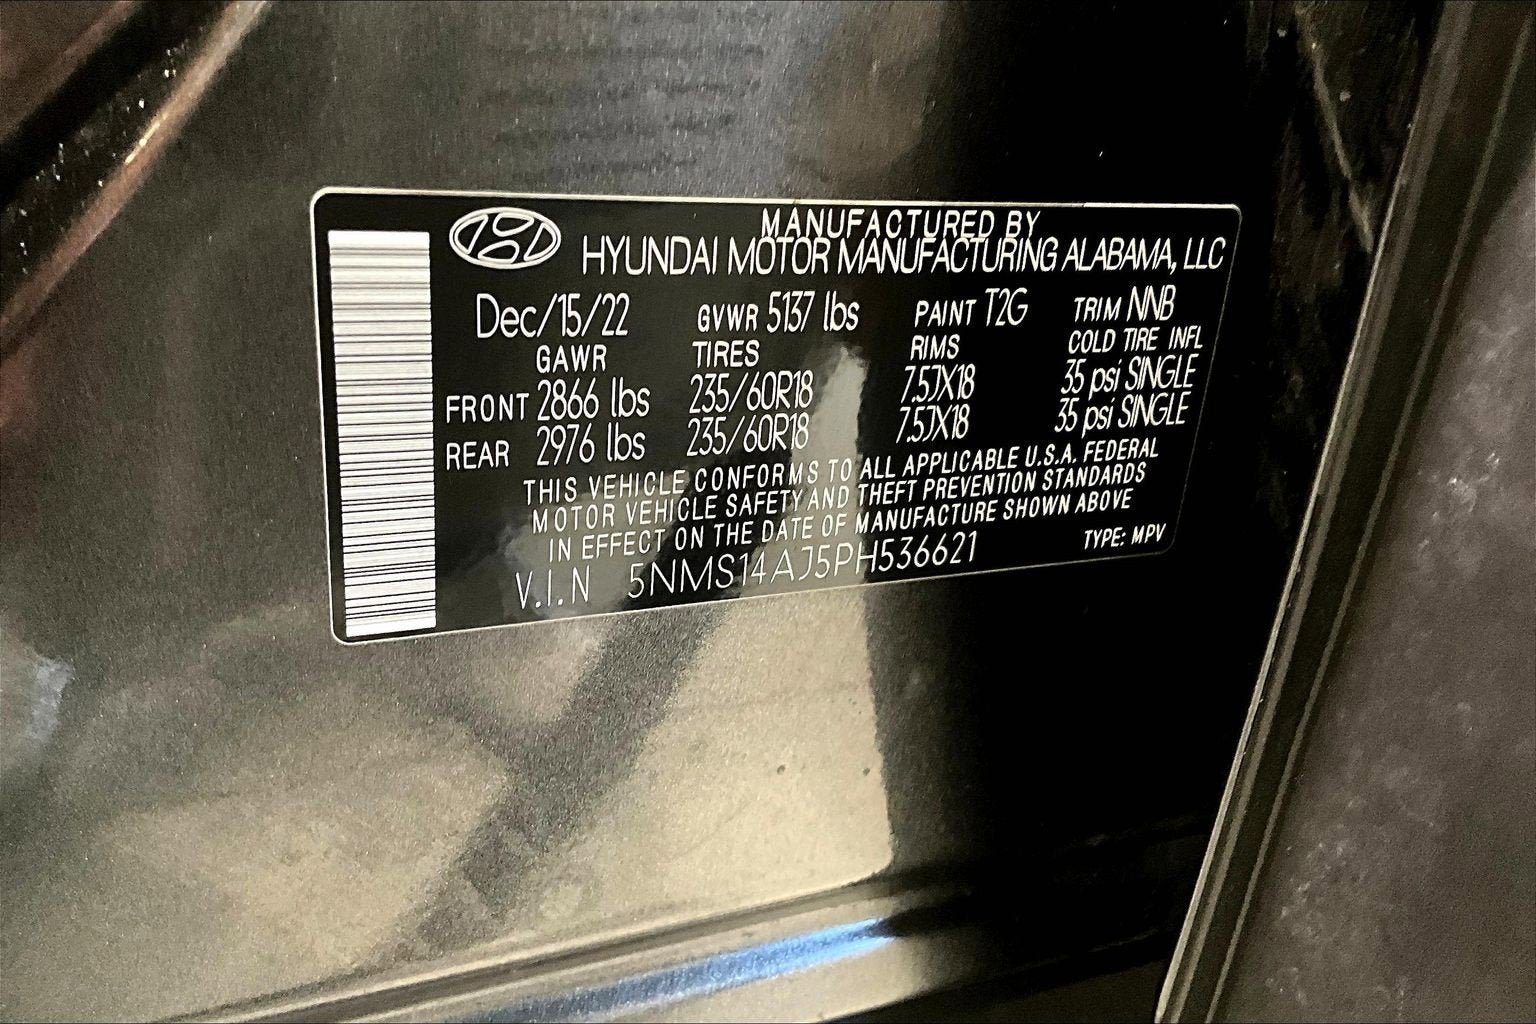 MANUFACTURED BY
HYUNDAI MOTOR MANUFACTURING ALABAMA, LLC
Dec/15/22 GVWR 5137 lbs PAINT T2G TRIM NNB
GAWR TIRES RIMS COLD TIRE INFL
FRONT 2866 lbs 235/60R18 7.5JX18 35 psi SINGLE
REAR 2976 lbs 235/60R18 7.5JX18 35 psi SINGLE
THIS VEHICLE CONFORMS TO ALL APPLICABLE U.S.A. FEDERAL
MOTOR VEHICLE SAFETY AND THEFT PREVENTION STANDARDS
IN EFFECT ON THE DATE OF MANUFACTURE SHOWN ABOVE
V.I.N 5NMS14AJ5PH536621 TYPE: MPV